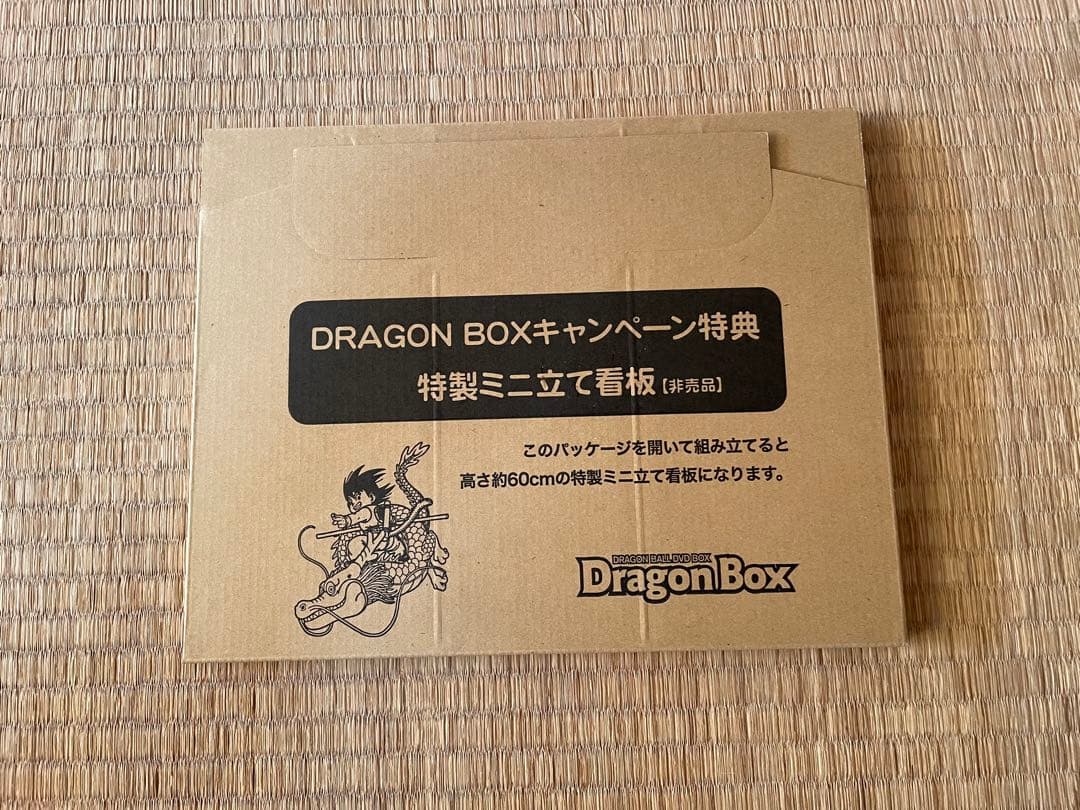 DRAGON BOXキャンペーン特典
特製ミニ立て看板【非売品】
このパッケージを開いて組み立てると
高さ約60cmの特製ミニ立て看板になります。
DRAGON BALL DVD BOX
DragonBox